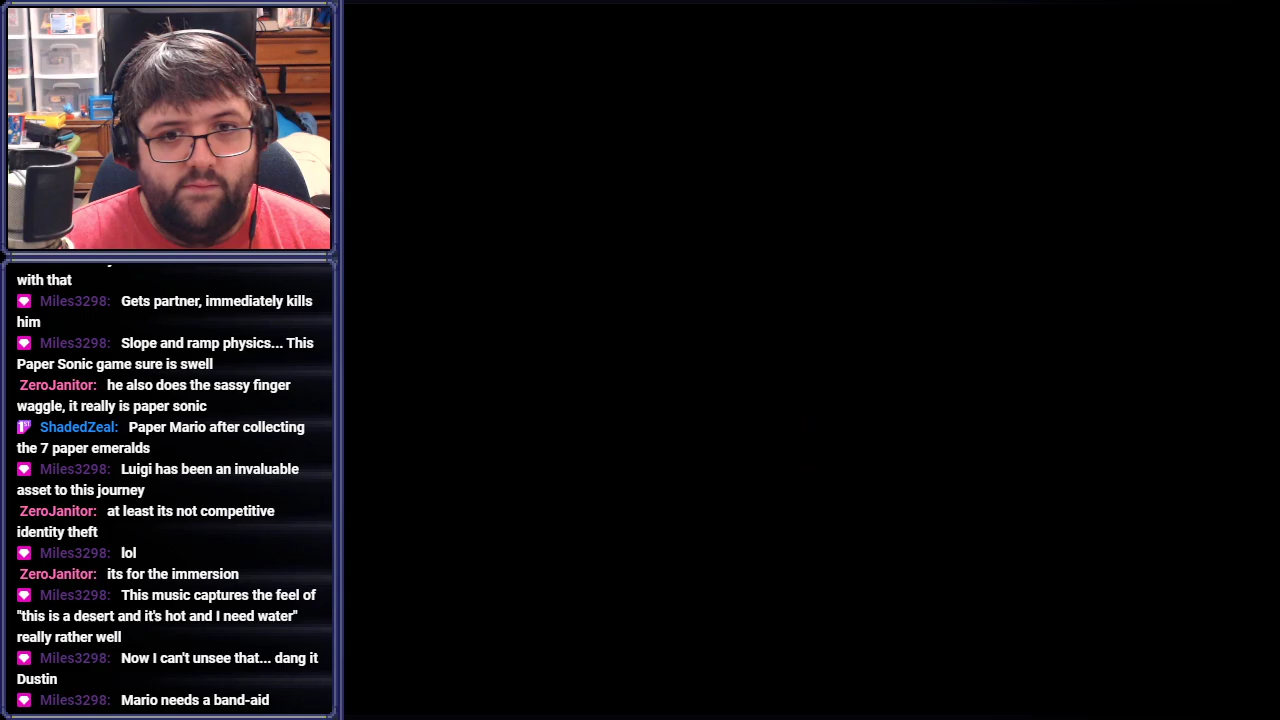 with that
Miles3298: Gets partner, immediately kills
him
Miles3298: Slope and ramp physics... This
Paper Sonic game sure is swell
ZeroJanitor: he also does the sassy finger
waggle, it really is paper sonic
ShadedZeal: Paper Mario after collecting
the 7 paper emeralds
Miles3298: Luigi has been an invaluable
asset to this journey
ZeroJanitor: at least its not competitive
identity theft
Miles3298: lol
ZeroJanitor: its for the immersion
Miles3298: This music captures the feel of
"this is a desert and it's hot and I need water"
really rather well
Miles3298: Now I can't unsee that... dang it
Dustin
Miles3298: Mario needs a band-aid